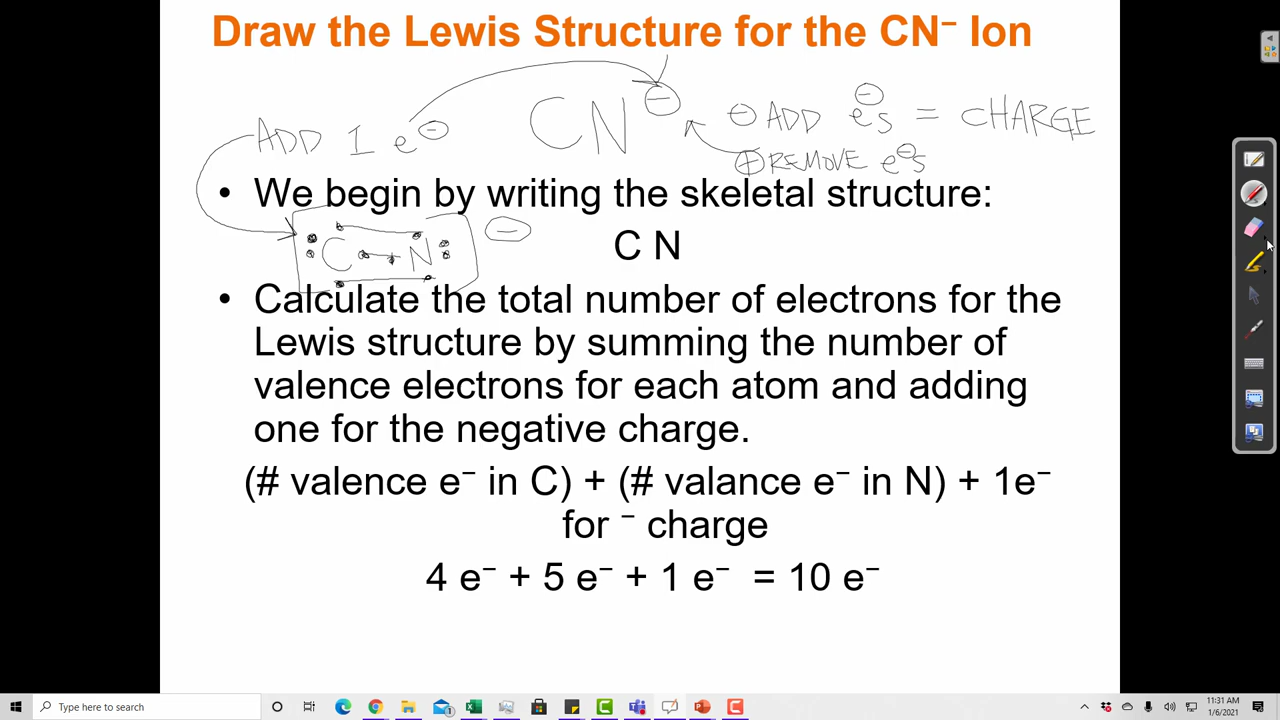 Draw the Lewis Structure for the CN⁻ Ion
CN⊖ ⊖ ADD e⊖s = CHARGE
ADD 1 e⊖
⊕ REMOVE e⊖s
• We begin by writing the skeletal structure:
C N ⊖
C N
• Calculate the total number of electrons for the
Lewis structure by summing the number of
valence electrons for each atom and adding
one for the negative charge.
(# valence e⁻ in C) + (# valance e⁻ in N) + 1e⁻
for ⁻ charge
4 e⁻ + 5 e⁻ + 1 e⁻ = 10 e⁻
Type here to search
11:31 AM
1/6/2021